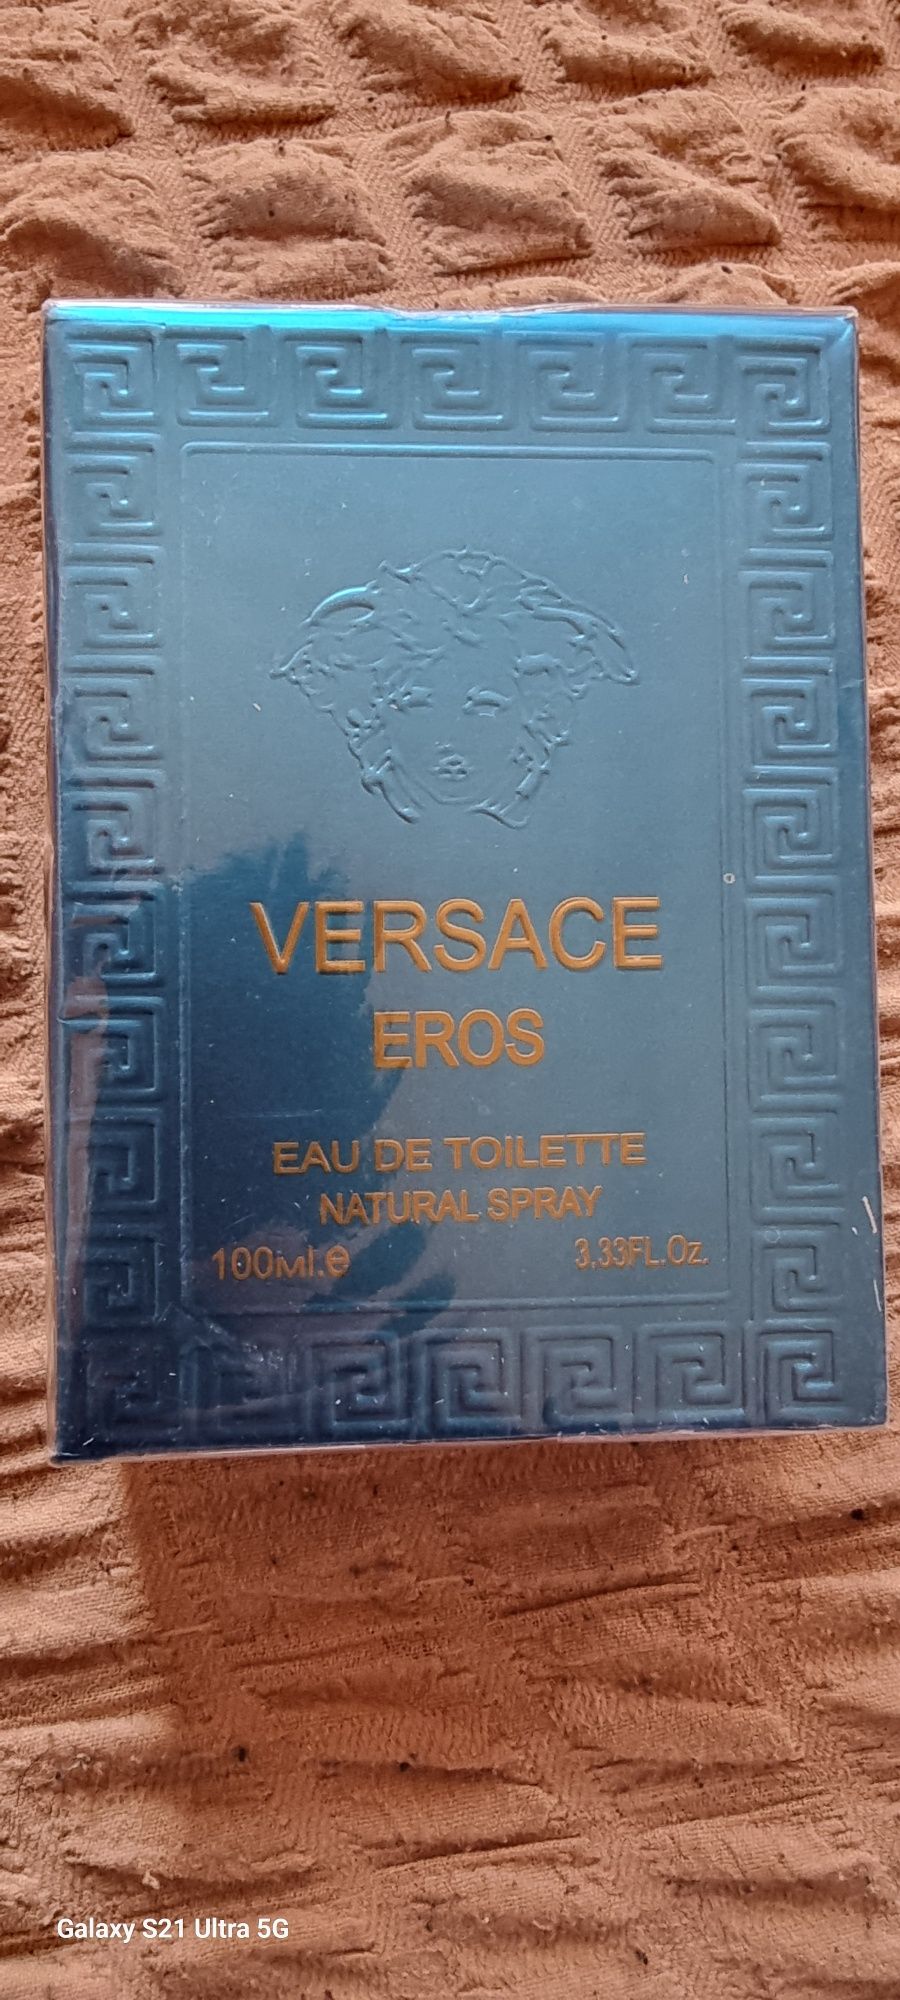 VERSACE
EROS
EAU DE TOILETTE
NATURAL SPRAY
100Ml.e 3,33FL.Oz.
Galaxy S21 Ultra 5G